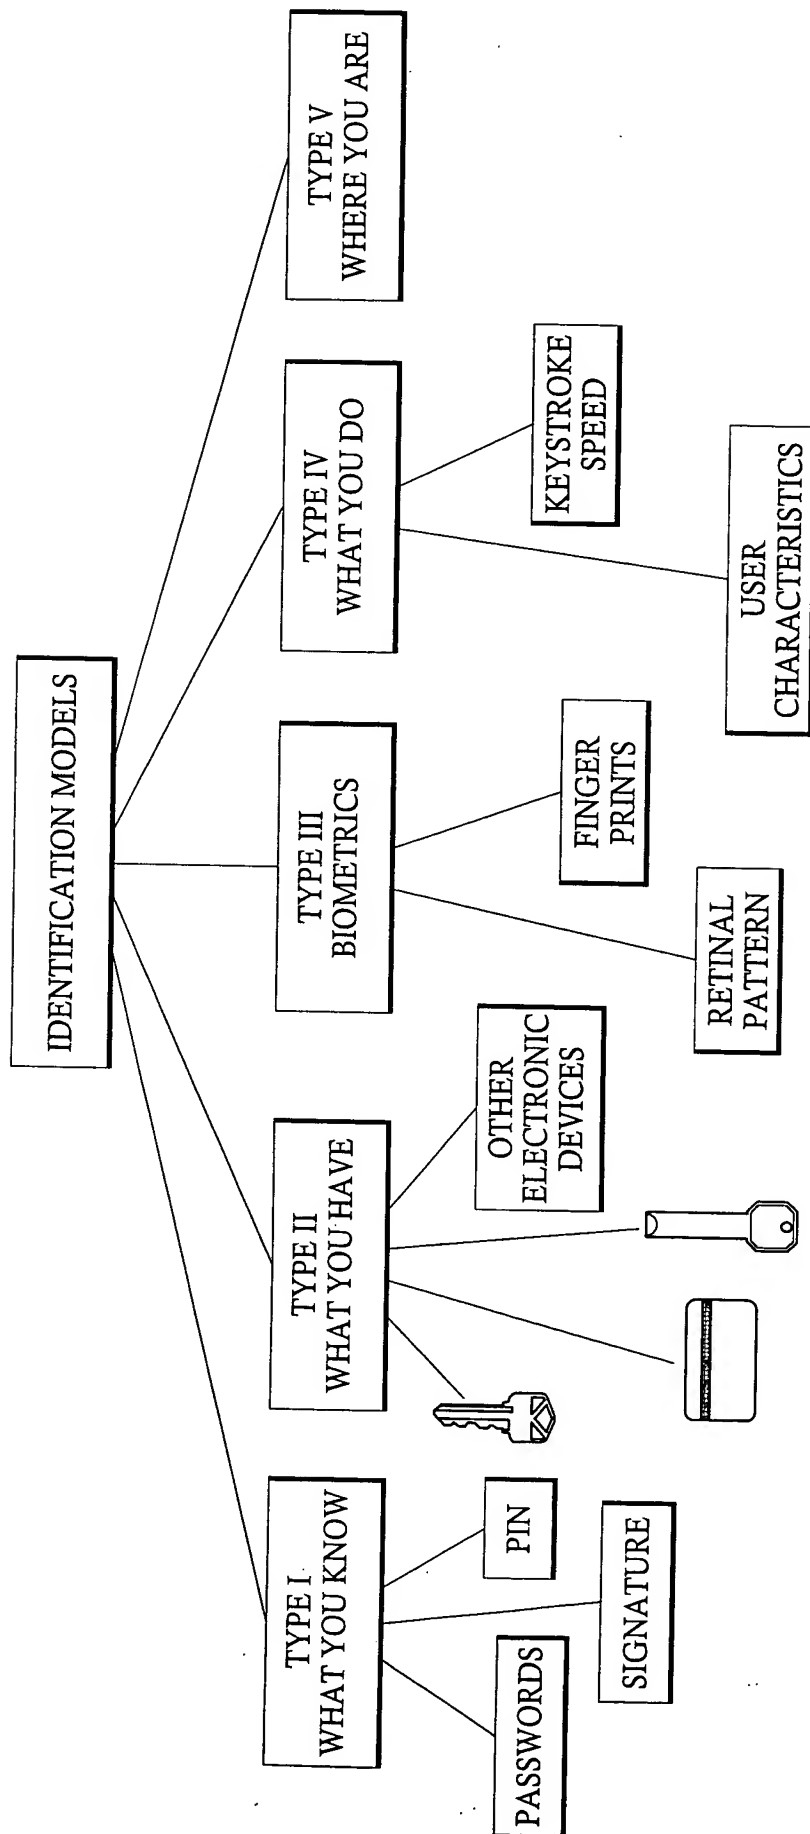 IDENTIFICATION MODELS
TYPE I
WHAT YOU KNOW
TYPE II
WHAT YOU HAVE
TYPE III
BIOMETRICS
TYPE IV
WHAT YOU DO
TYPE V
WHERE YOU ARE
PASSWORDS
SIGNATURE
PIN
OTHER
ELECTRONIC
DEVICES
RETINAL
PATTERN
FINGER
PRINTS
USER
CHARACTERISTICS
KEYSTROKE
SPEED